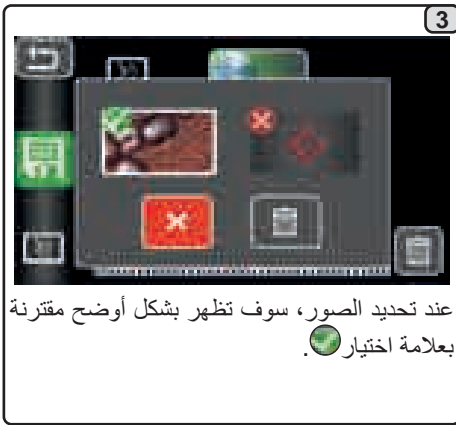 3
عند تحديد الصور، سوف تظهر بشكل أوضح مقترنة
بعلامة اختيار.